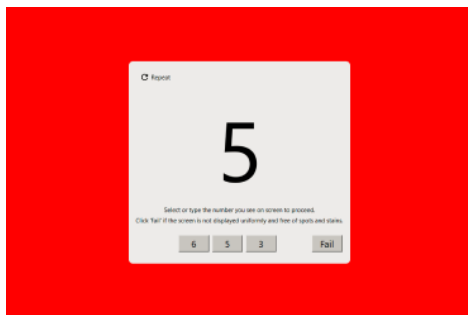 Repeat
5
Select or type the number you see on screen to proceed.
Click 'Fail' if the screen is not displayed uniformly and free of spots and stains.
6 5 3 Fail